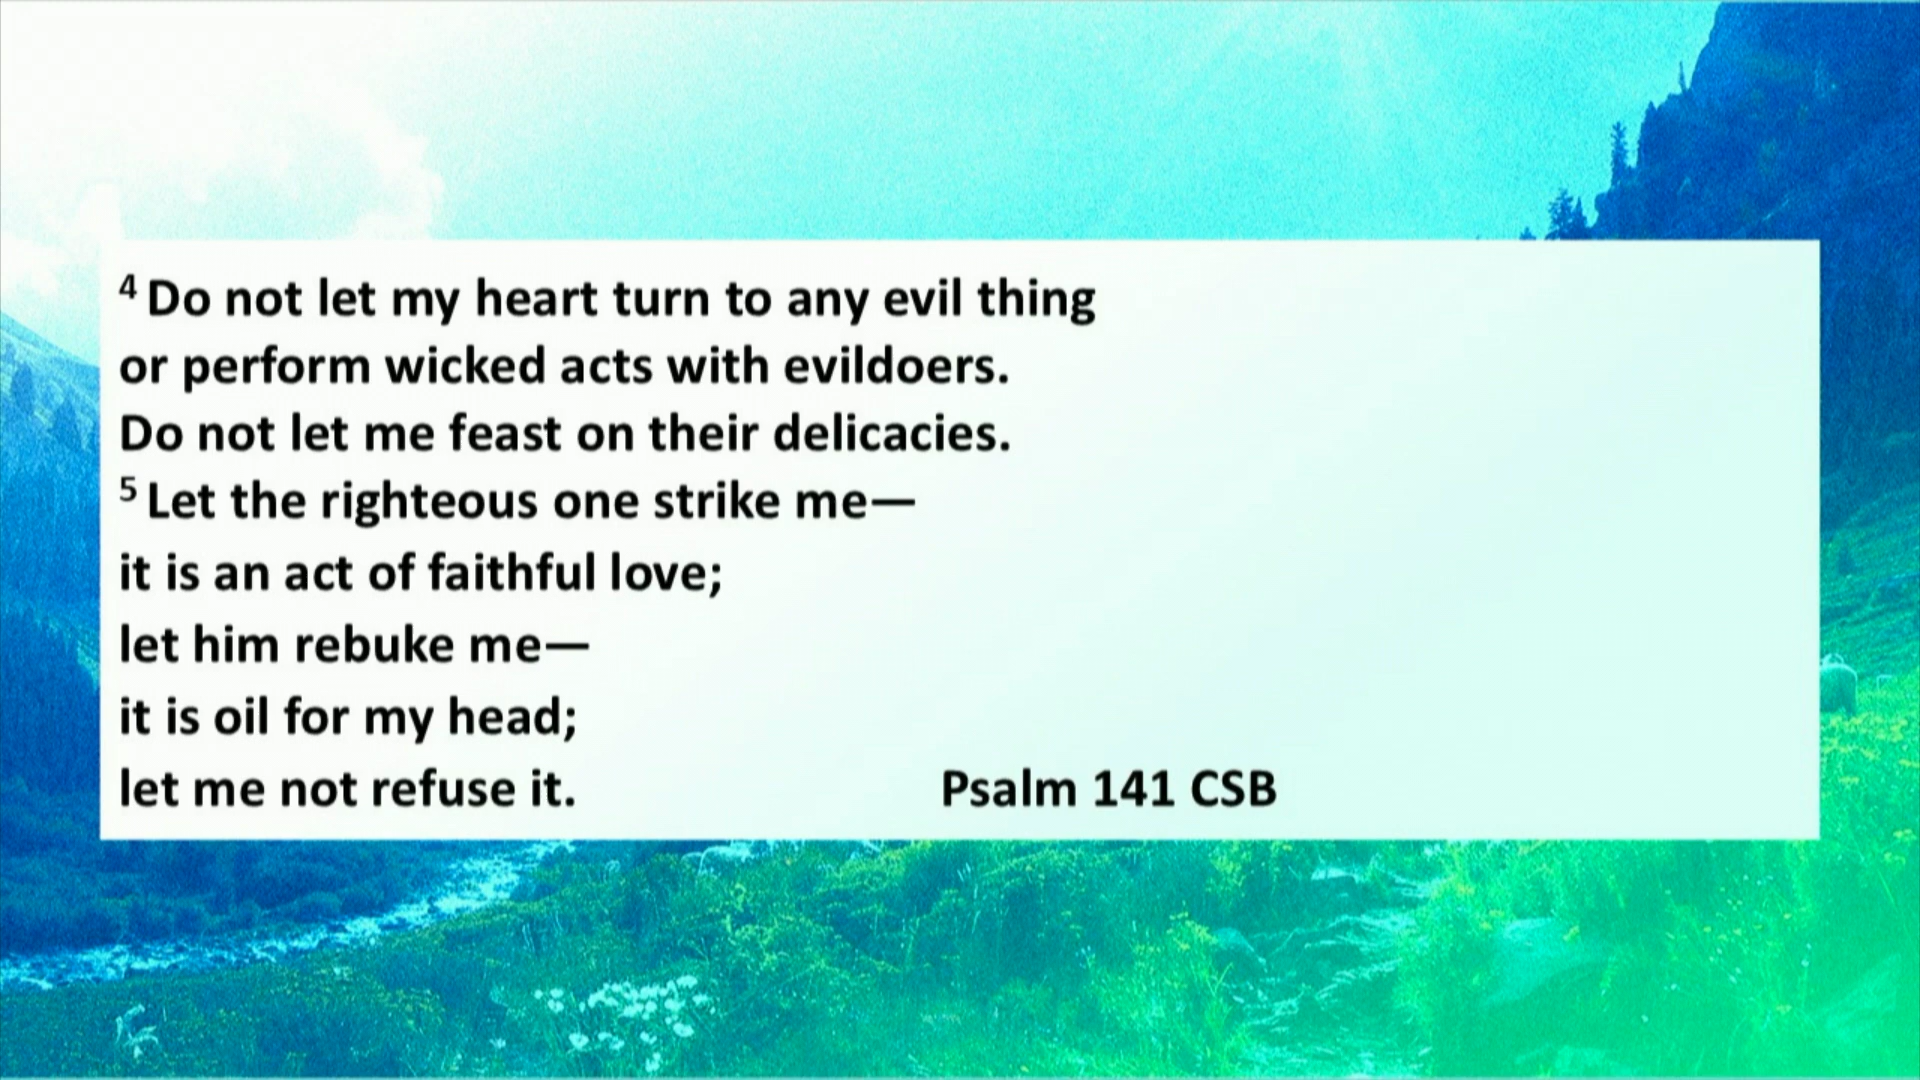 4 Do not let my heart turn to any evil thing
or perform wicked acts with evildoers.
Do not let me feast on their delicacies.
5 Let the righteous one strike me—
it is an act of faithful love;
let him rebuke me—
it is oil for my head;
let me not refuse it. Psalm 141 CSB